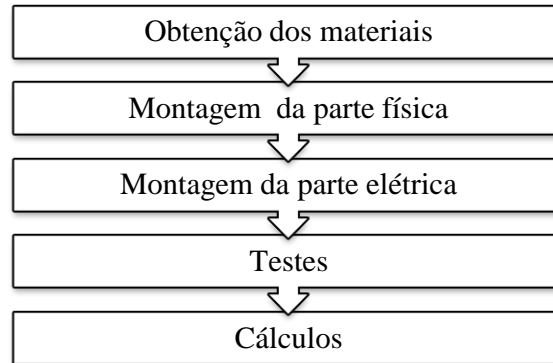 Obtenção dos materiais
Montagem da parte física
Montagem da parte elétrica
Testes
Cálculos